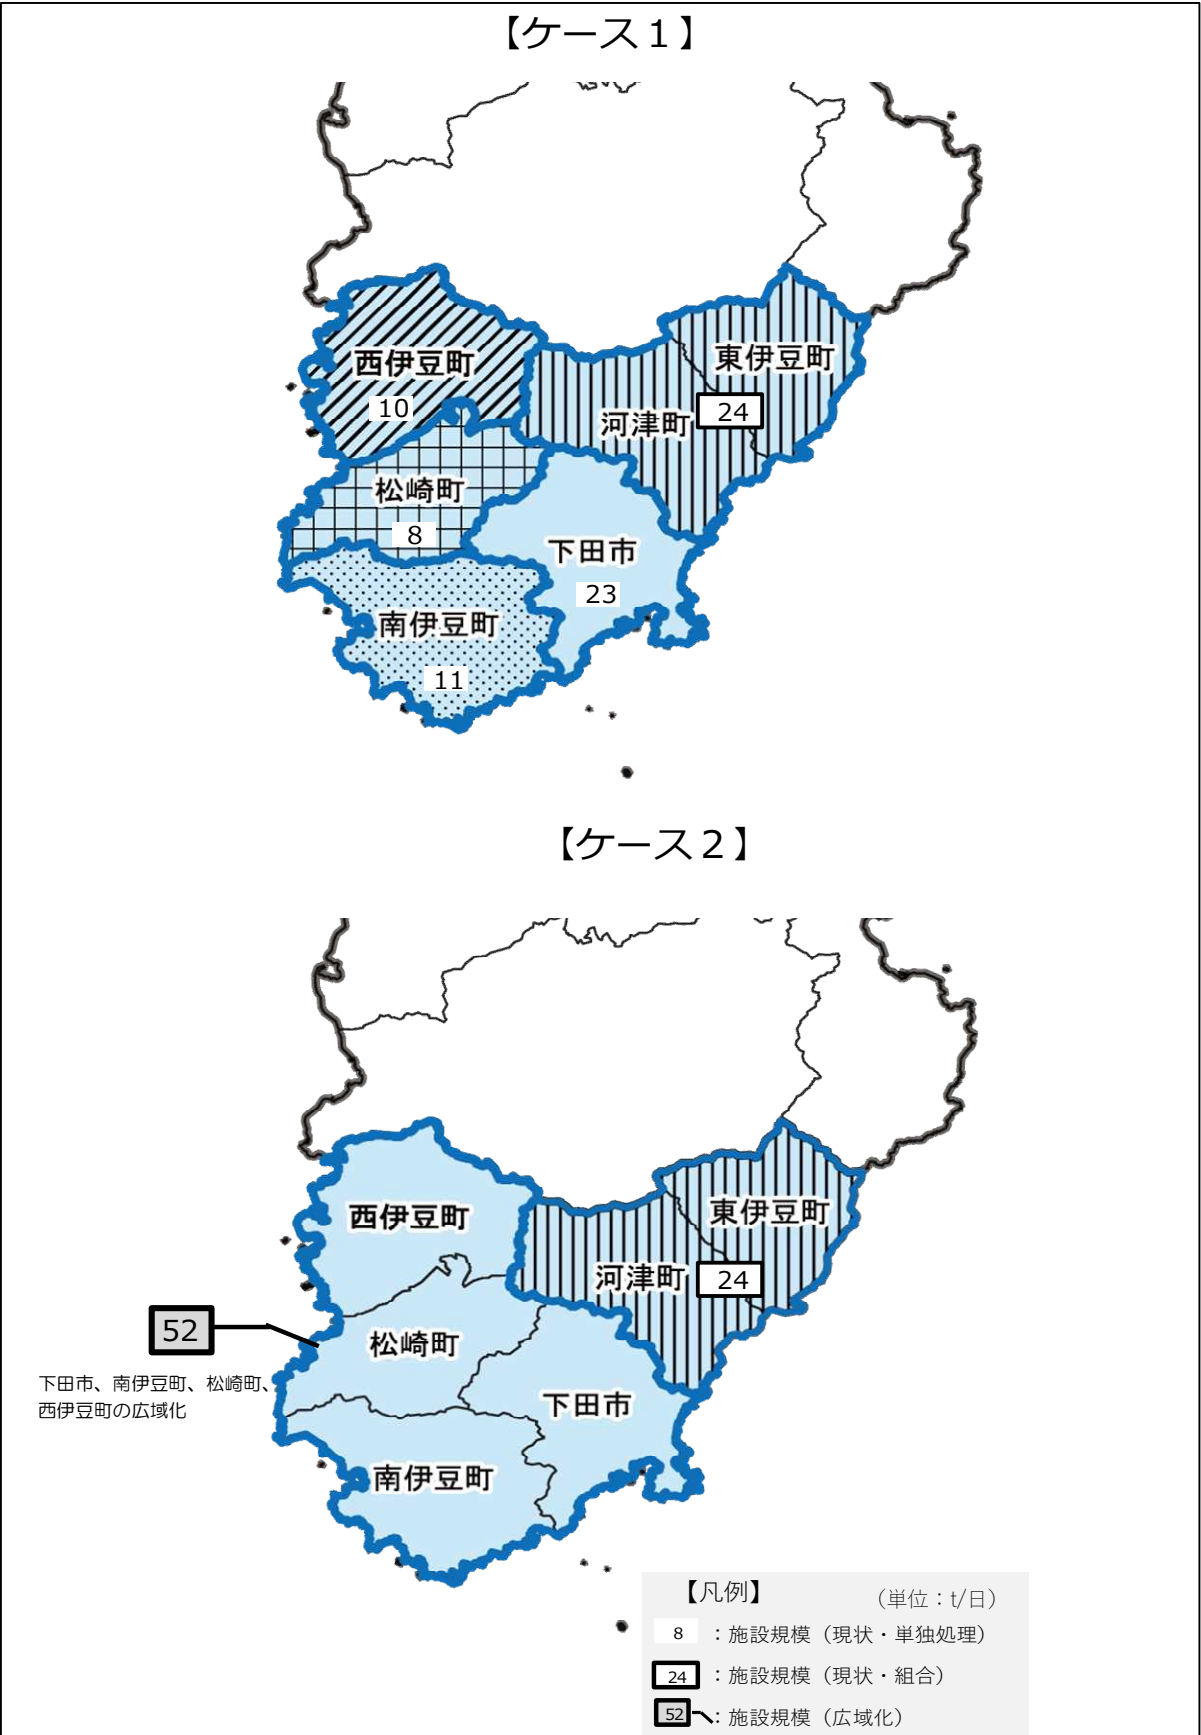 【ケース1】
西伊豆町
10
東伊豆町
河津町
24
松崎町
8
下田市
23
南伊豆町
11
【ケース2】
西伊豆町
東伊豆町
河津町
24
52
松崎町
下田市、南伊豆町、松崎町、
西伊豆町の広域化
下田市
南伊豆町
【凡例】 (単位:t/日)
8 :施設規模(現状・単独処理)
24 :施設規模(現状・組合)
52 :施設規模(広域化)